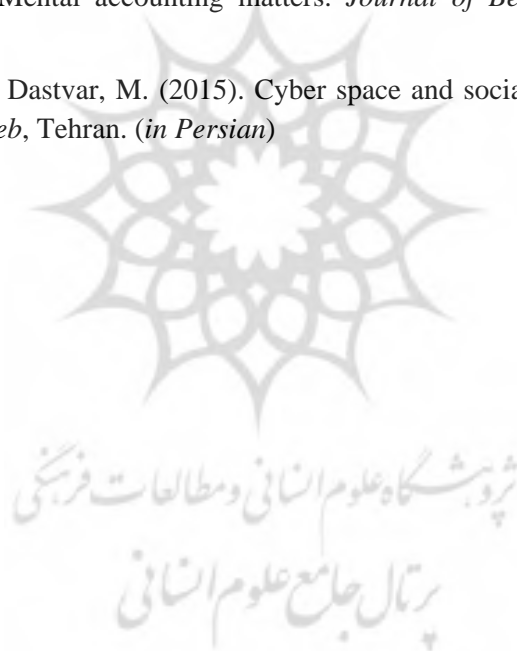 Mental accounting matters. Journal of Be
Dastvar, M. (2015). Cyber space and socia
eb, Tehran. (in Persian)
پژوهشگاه علوم انسانی و مطالعات فرهنگی
پرتال جامع علوم انسانی